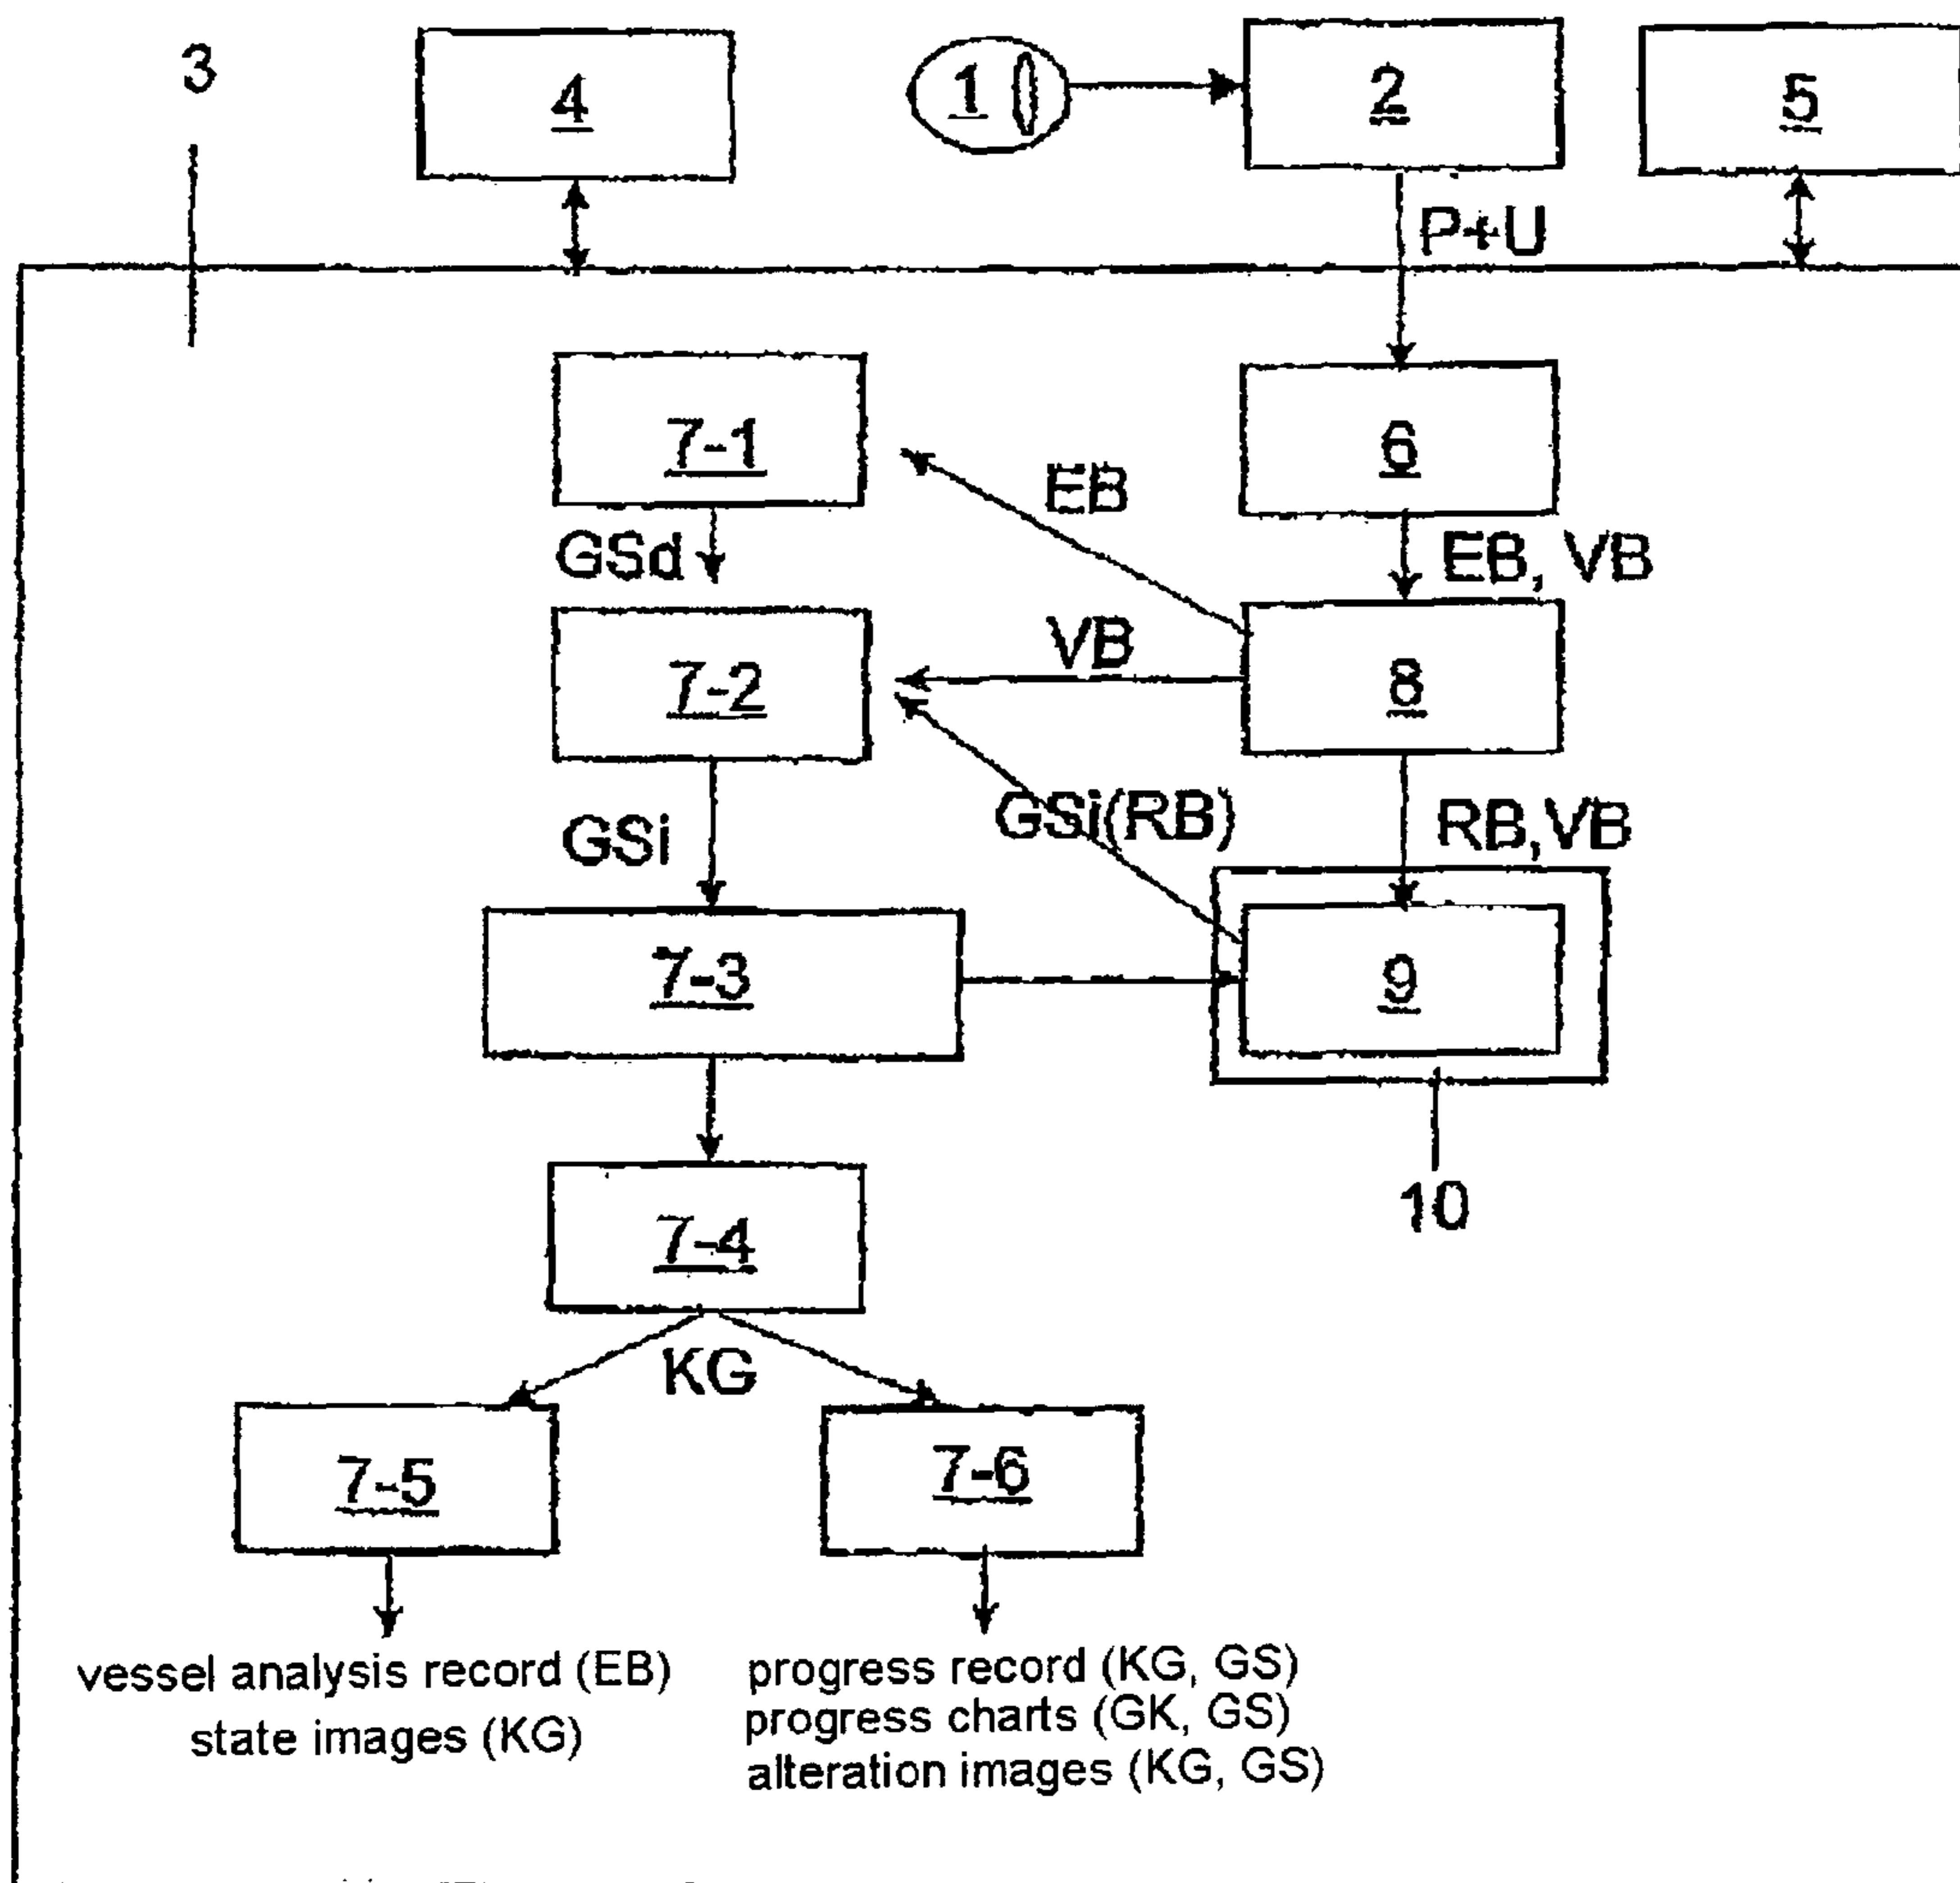 3
4
1
2
5
P+U
7-1
6
EB
GSd
EB, VB
VB
7-2
8
GSi
GSi(RB)
RB,VB
7-3
9
10
7-4
KG
7-5
7-6
vessel analysis record (EB)
state images (KG)
progress record (KG, GS)
progress charts (GK, GS)
alteration images (KG, GS)